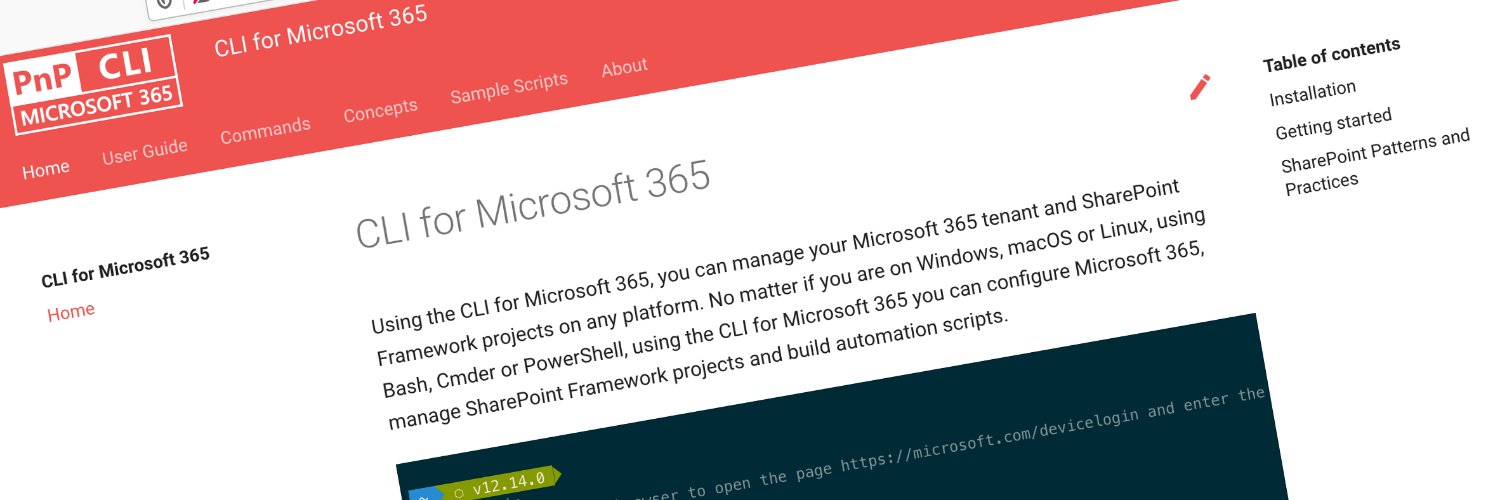 PnP CLI
MICROSOFT 365
CLI for Microsoft 365
Home
User Guide
Commands
Concepts
Sample Scripts
About
CLI for Microsoft 365
Home
CLI for Microsoft 365
Using the CLI for Microsoft 365, you can manage your Microsoft 365 tenant and SharePoint
Framework projects on any platform. No matter if you are on Windows, macOS or Linux, using
Bash, Cmder or PowerShell, using the CLI for Microsoft 365 you can configure Microsoft 365,
manage SharePoint Framework projects and build automation scripts.
~ v12.14.0
to open the page https://microsoft.com/devicelogin and enter the
Table of contents
Installation
Getting started
SharePoint Patterns and
Practices